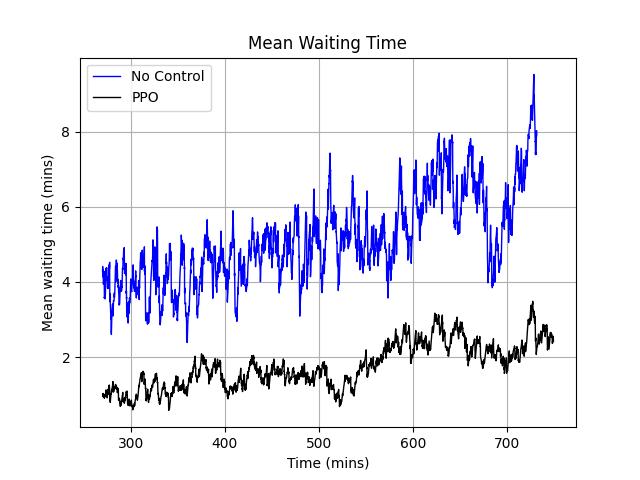 Mean Waiting Time
No Control
PPO
Mean waiting time (mins)
8
6
4
2
300 400 500 600 700
Time (mins)